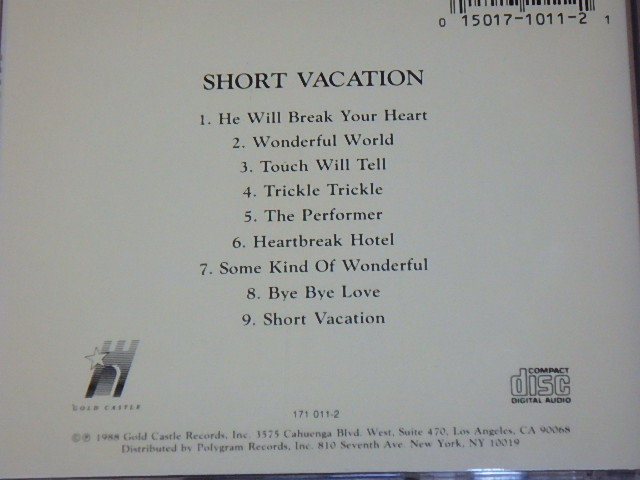 0 15017-1011-2 1
SHORT VACATION
1. He Will Break Your Heart
2. Wonderful World
3. Touch Will Tell
4. Trickle Trickle
5. The Performer
6. Heartbreak Hotel
7. Some Kind Of Wonderful
8. Bye Bye Love
9. Short Vacation
GOLD CASTLE
COMPACT
disc
DIGITAL AUDIO
171 011-2
©℗ 1988 Gold Castle Records, Inc. 3575 Cahuenga Blvd. West, Suite 470, Los Angeles, CA 90068
Distributed by Polygram Records, Inc. 810 Seventh Ave. New York, NY 10019